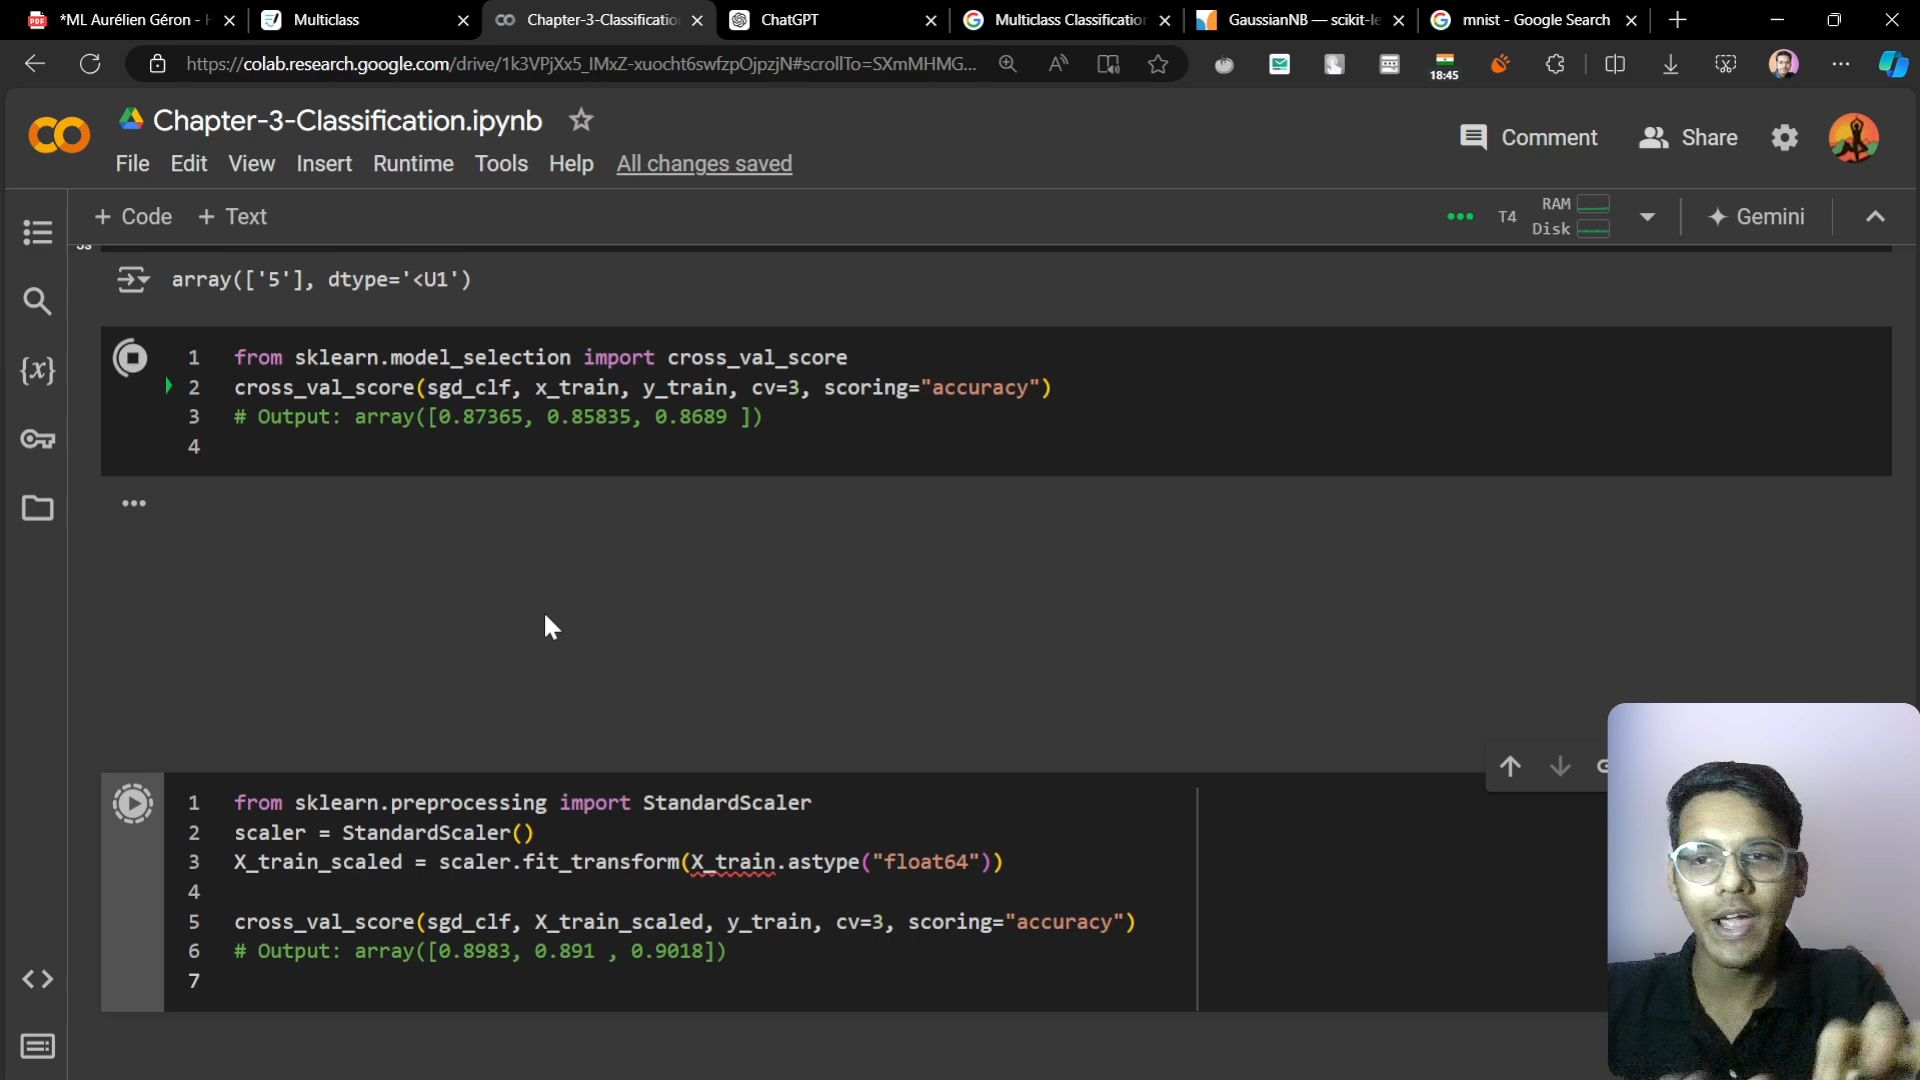 *ML Aurélien Géron - H
Multiclass
Chapter-3-Classificatio
ChatGPT
Multiclass Classificatio
GaussianNB — scikit-le
mnist - Google Search
https://colab.research.google.com/drive/1k3VPjXx5_IMxZ-xuocht6swfzpOjpzjN#scrollTo=SXmMHMG...
18:45
Chapter-3-Classification.ipynb
Comment
Share
File Edit View Insert Runtime Tools Help All changes saved
+ Code + Text
T4
RAM
Disk
Gemini
array(['5'], dtype='<U1')
1 from sklearn.model_selection import cross_val_score
2 cross_val_score(sgd_clf, x_train, y_train, cv=3, scoring="accuracy")
3 # Output: array([0.87365, 0.85835, 0.8689 ])
4
1 from sklearn.preprocessing import StandardScaler
2 scaler = StandardScaler()
3 X_train_scaled = scaler.fit_transform(X_train.astype("float64"))
4
5 cross_val_score(sgd_clf, X_train_scaled, y_train, cv=3, scoring="accuracy")
6 # Output: array([0.8983, 0.891 , 0.9018])
7